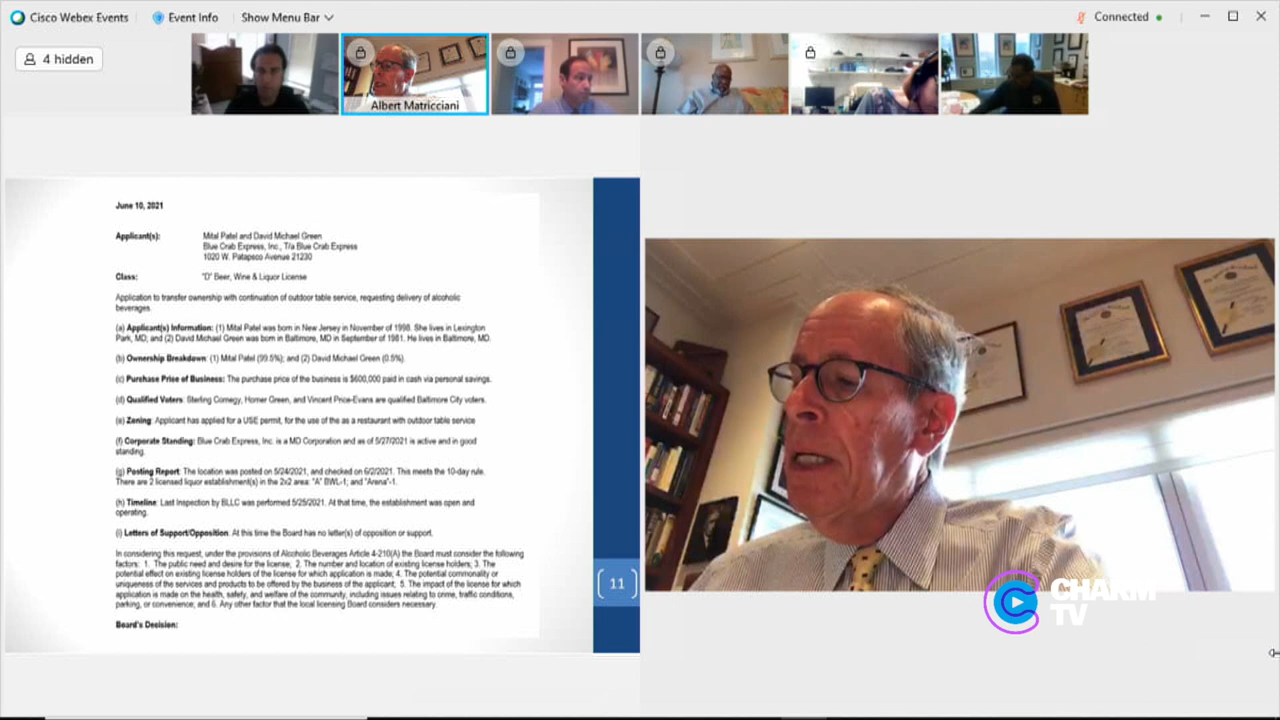 Cisco Webex Events Event Info Show Menu Bar Connected
4 hidden
Albert Matricciani
June 10, 2021
Applicant(s): Mital Patel and David Michael Green
Blue Crab Express, Inc., T/a Blue Crab Express
1020 W. Patapsco Avenue 21230
Class: "D" Beer, Wine & Liquor License
Application to transfer ownership with continuation of outdoor table service, requesting delivery of alcoholic
beverages.
(a) Applicant(s) Information: (1) Mital Patel was born in New Jersey in November of 1998. She lives in Lexington
Park, MD; and (2) David Michael Green was born in Baltimore, MD in September of 1981. He lives in Baltimore, MD.
(b) Ownership Breakdown: (1) Mital Patel (99.5%); and (2) David Michael Green (0.5%).
(c) Purchase Price of Business: The purchase price of the business is $600,000 paid in cash via personal savings.
(d) Qualified Voters: Sterling Comegy, Homer Green, and Vincent Price-Evans are qualified Baltimore City voters.
(e) Zoning: Applicant has applied for a USE permit, for the use of the as a restaurant with outdoor table service
(f) Corporate Standing: Blue Crab Express, Inc. is a MD Corporation and as of 5/27/2021 is active and in good
standing.
(g) Posting Report: The location was posted on 5/24/2021, and checked on 6/2/2021. This meets the 10-day rule.
There are 2 licensed liquor establishment(s) in the 2x2 area: "A" BWL-1; and "Arena"-1.
(h) Timeline: Last Inspection by BLLC was performed 5/25/2021. At that time, the establishment was open and
operating.
(i) Letters of Support/Opposition: At this time the Board has no letter(s) of opposition or support.
In considering this request, under the provisions of Alcoholic Beverages Article 4-210(A) the Board must consider the following
factors: 1. The public need and desire for the license; 2. The number and location of existing license holders; 3. The
potential effect on existing license holders of the license for which application is made; 4. The potential commonality or
uniqueness of the services and products to be offered by the business of the applicant; 5. The impact of the license for which
application is made on the health, safety, and welfare of the community, including issues relating to crime, traffic conditions,
parking, or convenience; and 6. Any other factor that the local licensing Board considers necessary.
Board's Decision:
11
CHARM
TV